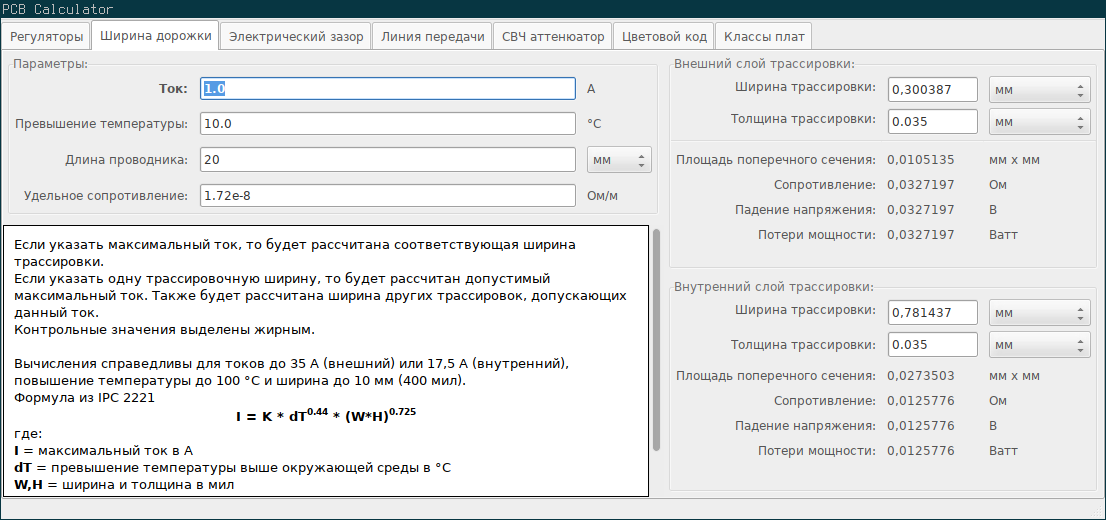 PCB Calculator
Регуляторы Ширина дорожки Электрический зазор Линия передачи СВЧ аттенюатор Цветовой код Классы плат
Параметры:
Ток: 1.0 A
Превышение температуры: 10.0 °C
Длина проводника: 20 мм
Удельное сопротивление: 1.72e-8 Ом/м
Если указать максимальный ток, то будет рассчитана соответствующая ширина
трассировки.
Если указать одну трассировочную ширину, то будет рассчитан допустимый
максимальный ток. Также будет рассчитана ширина других трассировок, допускающих
данный ток.
Контрольные значения выделены жирным.
Вычисления справедливы для токов до 35 А (внешний) или 17,5 А (внутренний),
повышение температуры до 100 °C и ширина до 10 мм (400 мил).
Формула из IPC 2221
I = K * dT^0.44 * (W*H)^0.725
где:
I = максимальный ток в А
dT = превышение температуры выше окружающей среды в °C
W,H = ширина и толщина в мил
Внешний слой трассировки:
Ширина трассировки: 0,300387 мм
Толщина трассировки: 0.035 мм
Площадь поперечного сечения: 0,0105135 мм x мм
Сопротивление: 0,0327197 Ом
Падение напряжения: 0,0327197 В
Потери мощности: 0,0327197 Ватт
Внутренний слой трассировки:
Ширина трассировки: 0,781437 мм
Толщина трассировки: 0.035 мм
Площадь поперечного сечения: 0,0273503 мм x мм
Сопротивление: 0,0125776 Ом
Падение напряжения: 0,0125776 В
Потери мощности: 0,0125776 Ватт